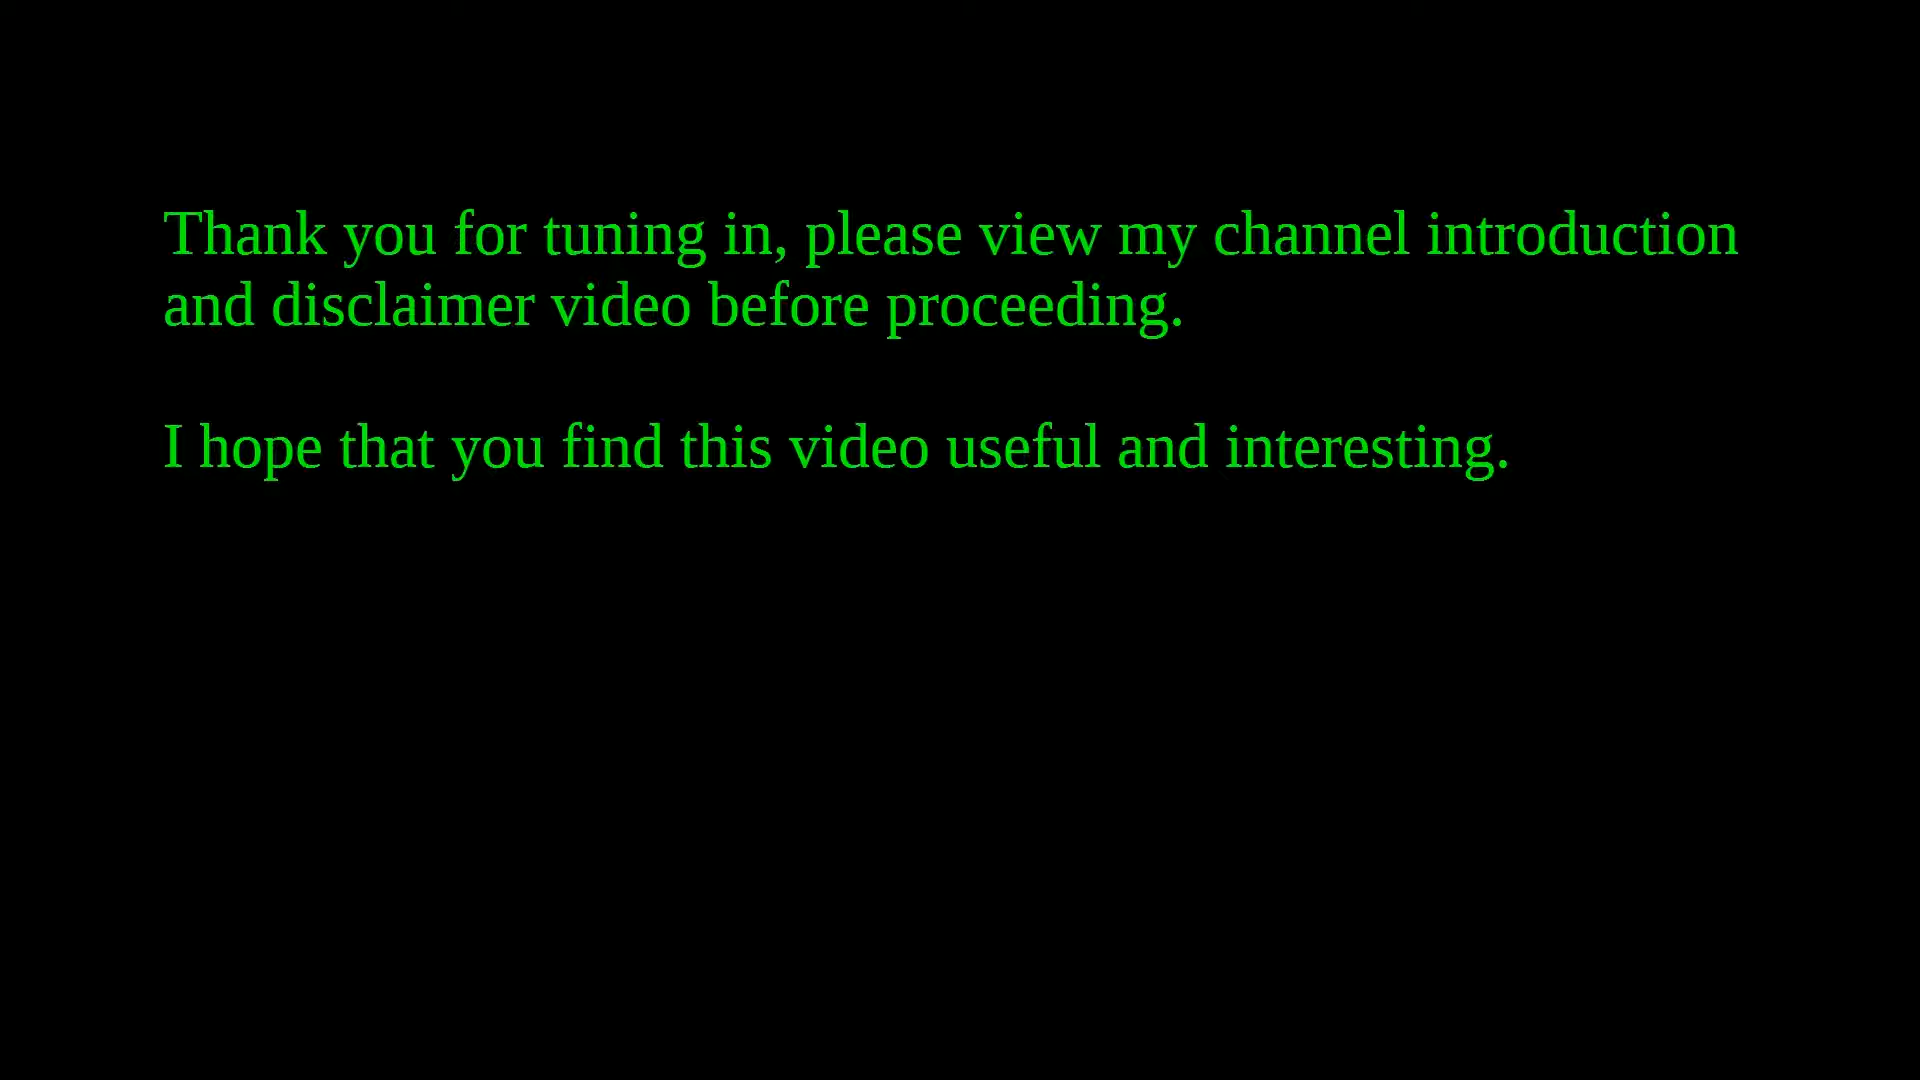 Thank you for tuning in, please view my channel introduction
and disclaimer video before proceeding.
I hope that you find this video useful and interesting.